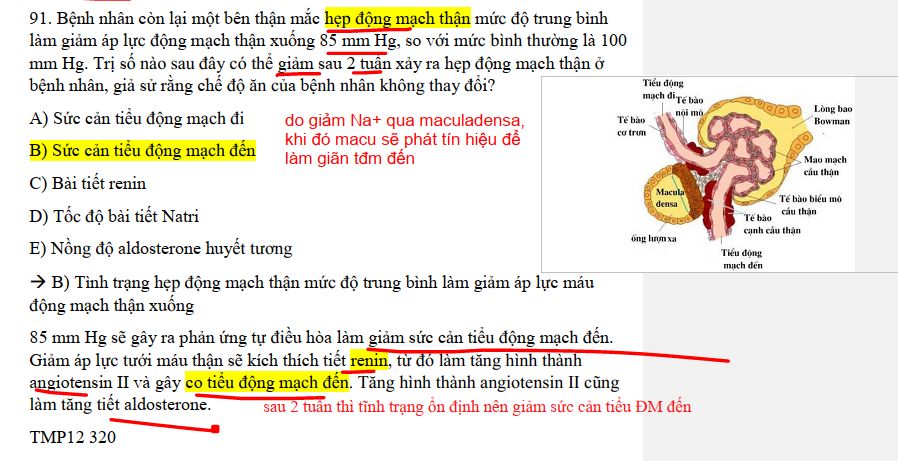 91. Bệnh nhân còn lại một bên thận mắc hẹp động mạch thận mức độ trung bình
làm giảm áp lực động mạch thận xuống 85 mm Hg, so với mức bình thường là 100
mm Hg. Trị số nào sau đây có thể giảm sau 2 tuần xảy ra hẹp động mạch thận ở
bệnh nhân, giả sử rằng chế độ ăn của bệnh nhân không thay đổi?
A) Sức cản tiểu động mạch đi
B) Sức cản tiểu động mạch đến
C) Bài tiết renin
D) Tốc độ bài tiết Natri
E) Nồng độ aldosterone huyết tương
do giảm Na+ qua maculadensa,
khi đó macu sẽ phát tín hiệu để
làm giãn tđm đến
Tiểu động
mạch đi
Tế bào
nội mô
Tế bào
cơ trơn
Lòng bao
Bowman
Mao mạch
cầu thận
Macula
densa
Tế bào biểu mô
cầu thận
Tế bào
cạnh cầu thận
ống lượn xa
Tiểu động
mạch đến
→ B) Tình trạng hẹp động mạch thận mức độ trung bình làm giảm áp lực máu
động mạch thận xuống
85 mm Hg sẽ gây ra phản ứng tự điều hòa làm giảm sức cản tiểu động mạch đến.
Giảm áp lực tưới máu thận sẽ kích thích tiết renin, từ đó làm tăng hình thành
angiotensin II và gây co tiểu động mạch đến. Tăng hình thành angiotensin II cũng
làm tăng tiết aldosterone.
sau 2 tuần thì tĩnh trạng ổn định nên giảm sức cản tiểu ĐM đến
TMP12 320